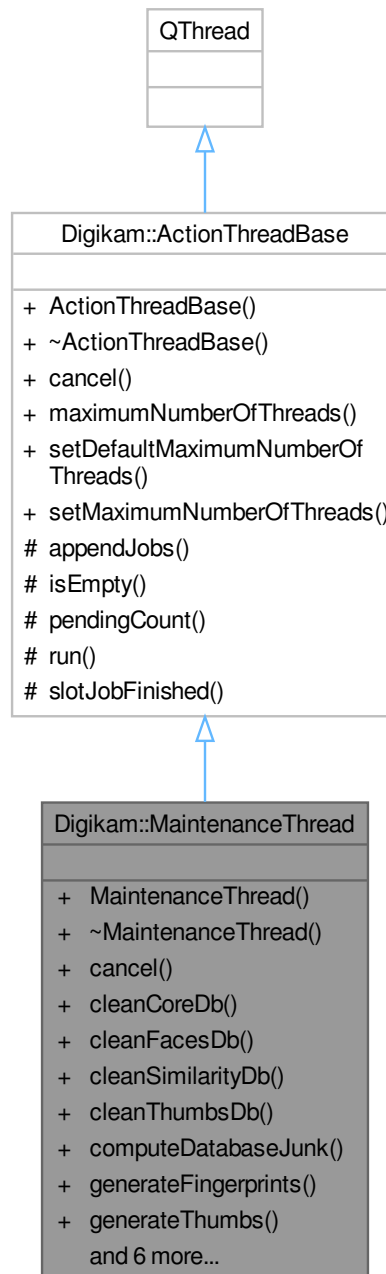 QThread
Digikam::ActionThreadBase
+ ActionThreadBase()
+ ~ActionThreadBase()
+ cancel()
+ maximumNumberOfThreads()
+ setDefaultMaximumNumberOf
Threads()
+ setMaximumNumberOfThreads()
# appendJobs()
# isEmpty()
# pendingCount()
# run()
# slotJobFinished()
Digikam::MaintenanceThread
+ MaintenanceThread()
+ ~MaintenanceThread()
+ cancel()
+ cleanCoreDb()
+ cleanFacesDb()
+ cleanSimilarityDb()
+ cleanThumbsDb()
+ computeDatabaseJunk()
+ generateFingerprints()
+ generateThumbs()
and 6 more...